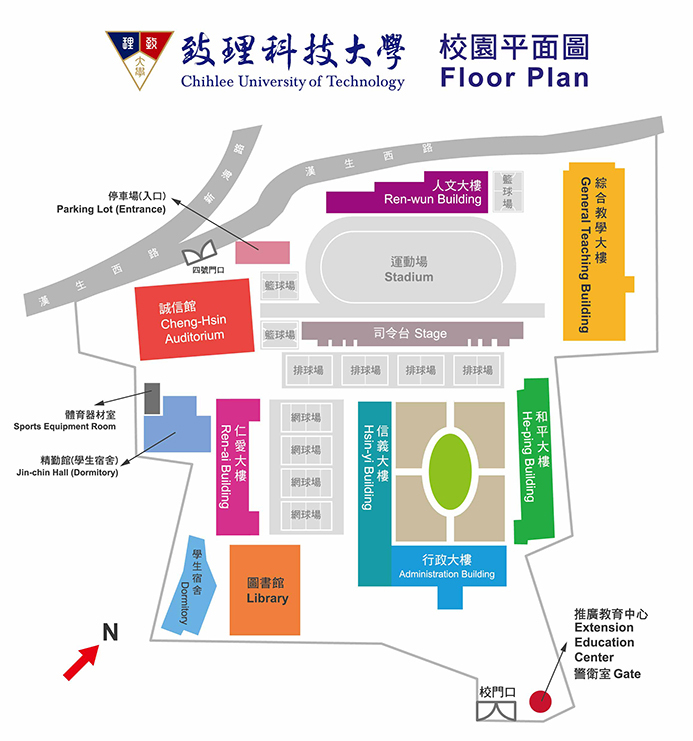 致理科技大學
Chihlee University of Technology
校園平面圖
Floor Plan
理 致
大
學
漢生西路
新興路
停車場(入口)
Parking Lot (Entrance)
四號門口
漢生西路
人文大樓
Ren-wun Building
籃球場
綜合教學大樓
General Teaching Building
運動場
Stadium
籃球場
誠信館
Cheng-Hsin
Auditorium
籃球場
司令台 Stage
排球場
排球場
排球場
排球場
體育器材室
Sports Equipment Room
精勤館(學生宿舍)
Jin-chin Hall (Dormitory)
仁愛大樓
Ren-ai Building
網球場
網球場
網球場
網球場
信義大樓
Hsin-yi Building
和平大樓
He-ping Building
學生宿舍
Dormitory
圖書館
Library
行政大樓
Administration Building
N
推廣教育中心
Extension
Education
Center
警衛室 Gate
校門口